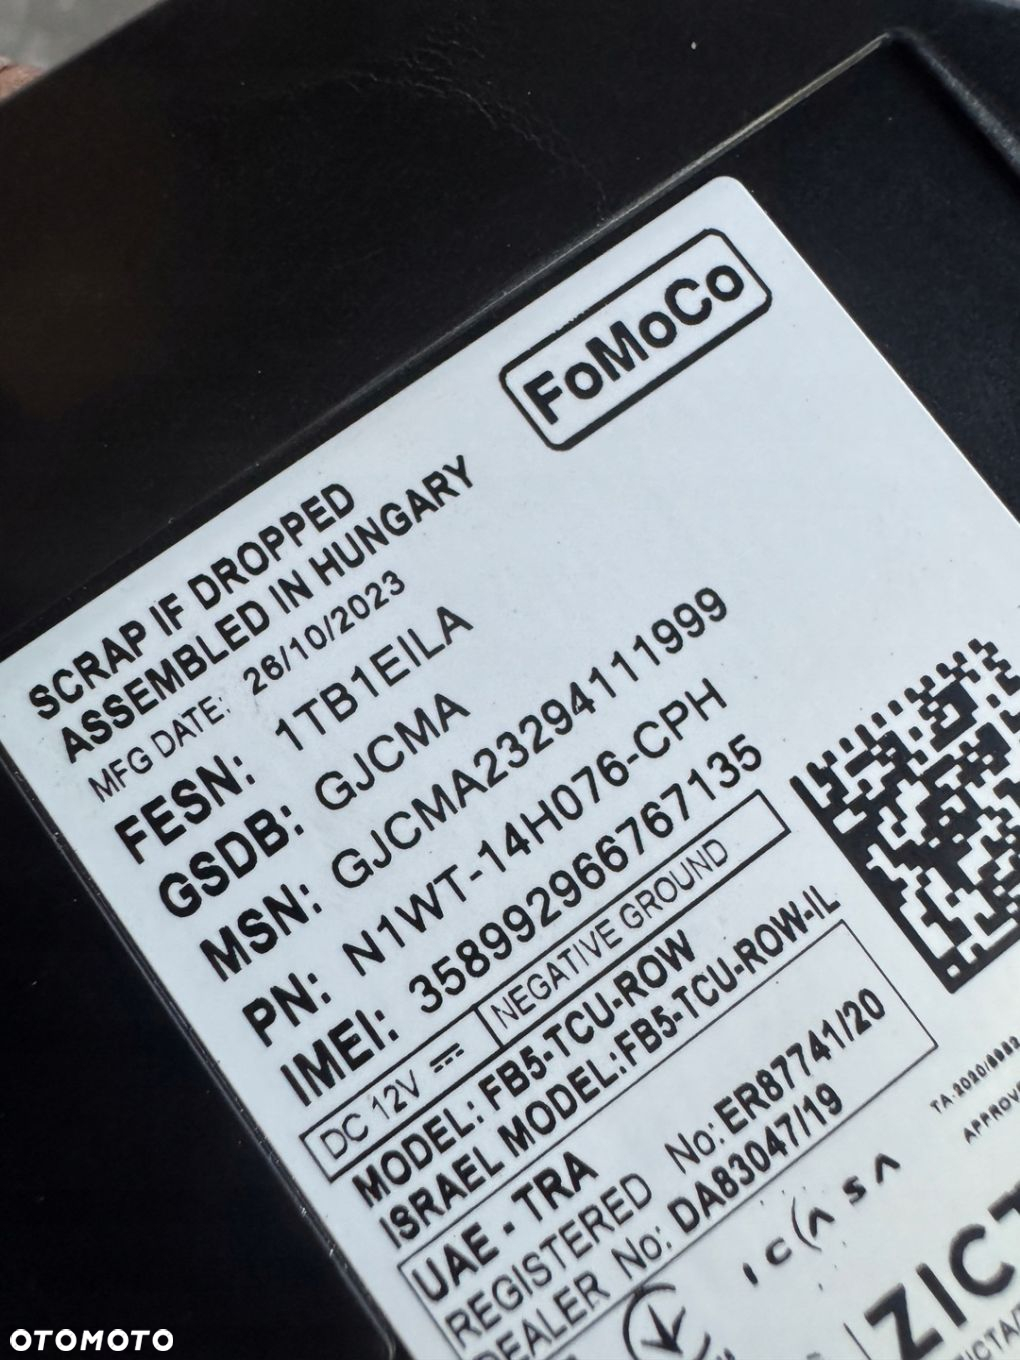 FoMoCo
SCRAP IF DROPPED
ASSEMBLED IN HUNGARY
MFG DATE: 26/10/2023
FESN: 1TB1EILA
GSDB: GJCMA
MSN: GJCMA23294111999
PN: N1WT-14H076-CPH
IMEI: 358992966767135
DC 12V NEGATIVE GROUND
MODEL: FB5-TCU-ROW
ISRAEL MODEL:FB5-TCU-ROW-IL
UAE - TRA
REGISTERED No: ER87741/20
DEALER No: DA83047/19
ICASA
OTOMOTO